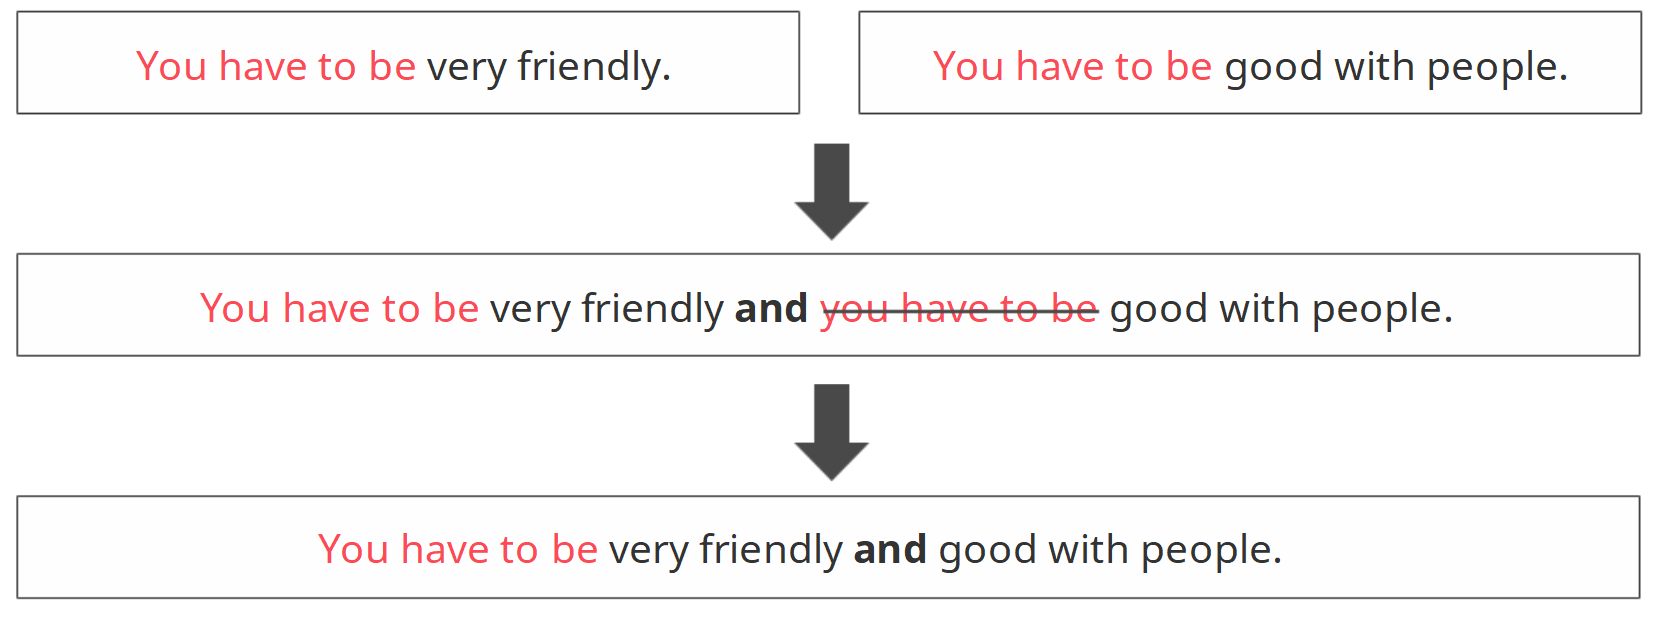 You have to be very friendly.
You have to be good with people.
You have to be very friendly and you have to be good with people.
You have to be very friendly and good with people.